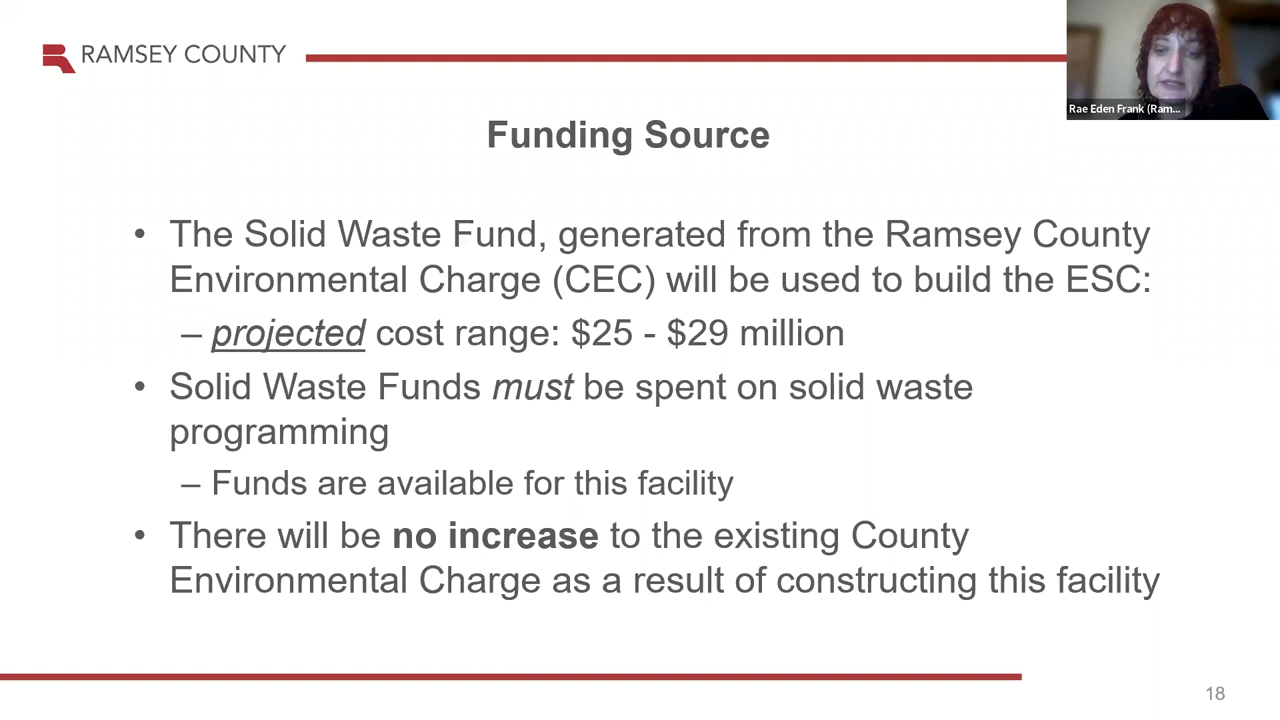 RAMSEY COUNTY
Rae Eden Frank (Ram...
Funding Source
• The Solid Waste Fund, generated from the Ramsey County
Environmental Charge (CEC) will be used to build the ESC:
– projected cost range: $25 - $29 million
• Solid Waste Funds must be spent on solid waste
programming
– Funds are available for this facility
• There will be no increase to the existing County
Environmental Charge as a result of constructing this facility
18